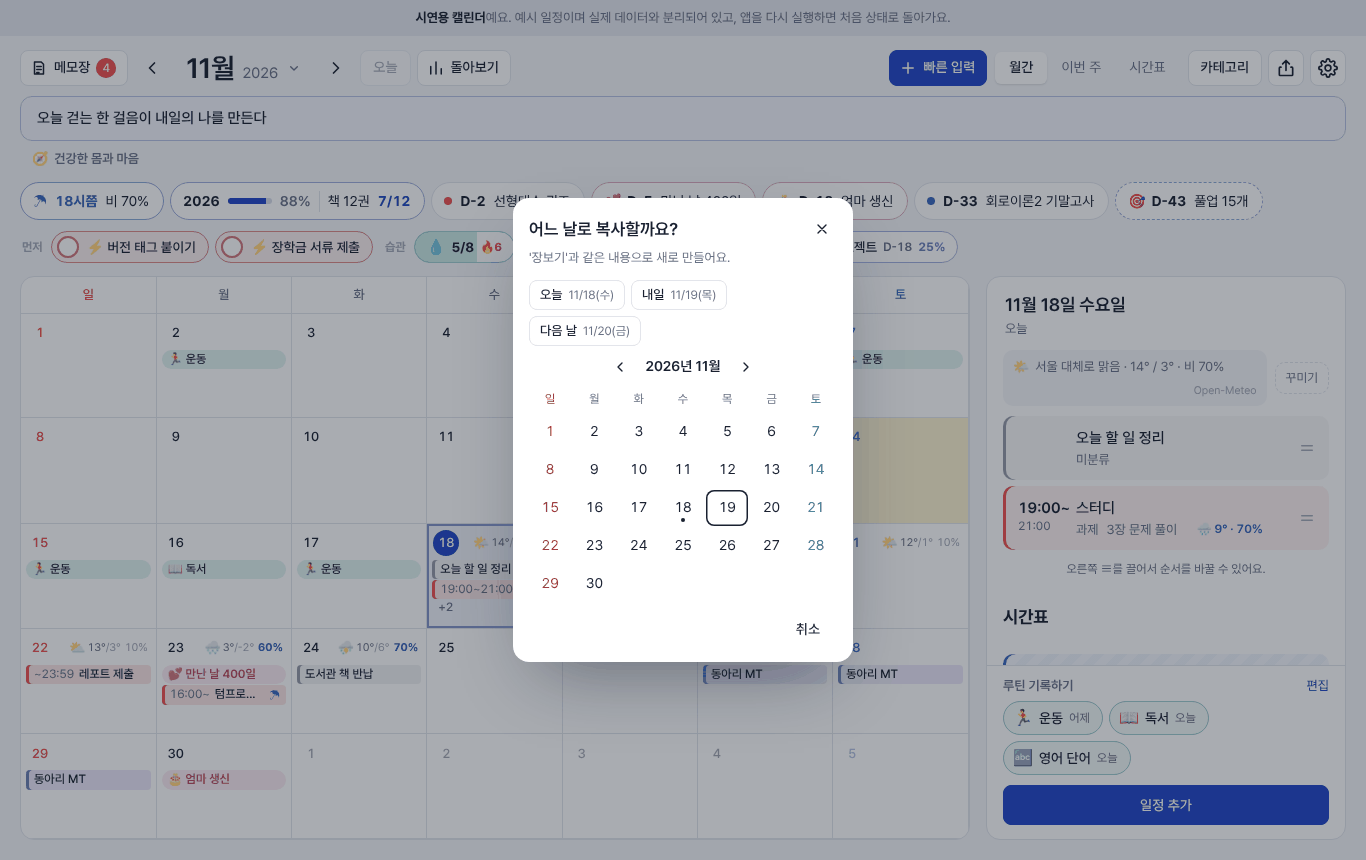 시연용 캘린더예요. 예시 일정이며 실제 데이터와 분리되어 있고, 앱을 다시 실행하면 처음 상태로 돌아가요.
메모장 4 11월 2026 오늘 돌아보기 빠른 입력 월간 이번 주 시간표 카테고리
오늘 걷는 한 걸음이 내일의 나를 만든다
건강한 몸과 마음
18시쯤 비 70% 2026 88% 책 12권 7/12 D-2 엄마 생신 D-33 회로이론2 기말고사 D-43 풀업 15개
먼저 버전 태그 붙이기 장학금 서류 제출 습관 5/8 6 젝트 D-18 25%
어느 날로 복사할까요?
'장보기'과 같은 내용으로 새로 만들어요.
오늘 11/18(수) 내일 11/19(목)
다음 날 11/20(금)
2026년 11월
일 월 화 수 목 금 토
1 2 3 4 5 6 7
8 9 10 11 12 13 14
15 16 17 18 19 20 21
22 23 24 25 26 27 28
29 30
취소
일 월 화 수 토
1 2 3 4
운동 운동
8 9 10 11 4
15 16 17 18 14°/ 1 12°/1° 10%
운동 독서 운동 오늘 할 일 정리
19:00~21:00
+2
22 13°/3° 10% 23 3°/-2° 60% 24 10°/6° 70% 25 8
~23:59 레포트 제출 만난 날 400일 도서관 책 반납 동아리 MT 동아리 MT
16:00~ 텀프로...
29 30 1 2 3 4 5
동아리 MT 엄마 생신
11월 18일 수요일
오늘
서울 대체로 맑음 · 14° / 3° · 비 70%
Open-Meteo
꾸미기
오늘 할 일 정리
미분류
19:00~ 스터디
21:00 과제 3장 문제 풀이 9° · 70%
오른쪽 ≡를 끌어서 순서를 바꿀 수 있어요.
시간표
루틴 기록하기 편집
운동 어제 독서 오늘
영어 단어 오늘
일정 추가